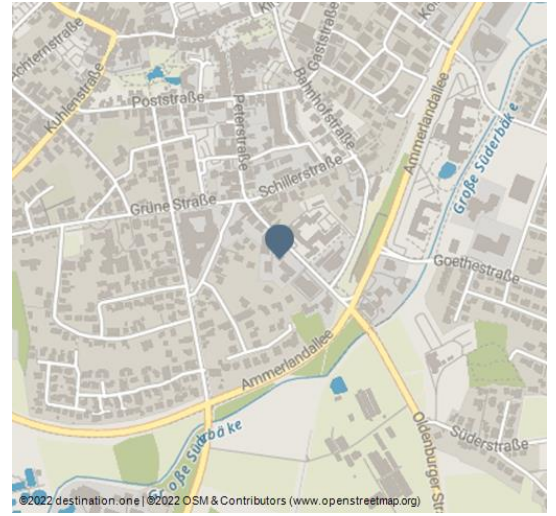 Achternstraße
Kuhlenstraße
Poststraße
Peterstraße
Gaststraße
Bahnhofstraße
Ammerlandallee
Große Süderbäke
Schillerstraße
Grüne Straße
Goethestraße
Ammerlandallee
Große Süderbäke
Oldenburger Stra
Süderstraße
©2022 destination.one | ©2022 OSM & Contributors (www.openstreetmap.org)